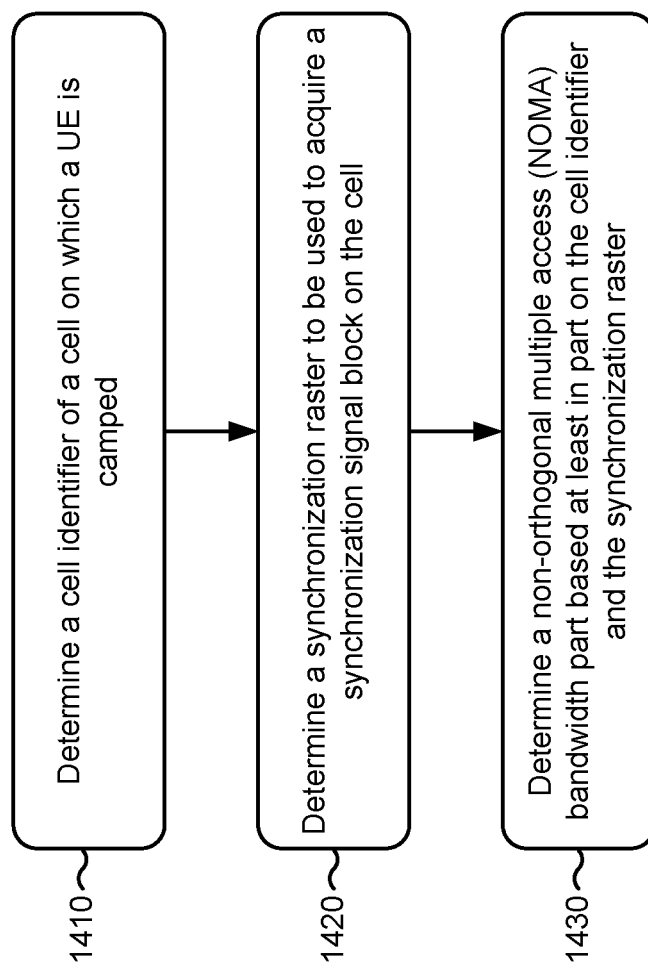 1410
Determine a cell identifier of a cell on which a UE is
camped
1420
Determine a synchronization raster to be used to acquire a
synchronization signal block on the cell
1430
Determine a non-orthogonal multiple access (NOMA)
bandwidth part based at least in part on the cell identifier
and the synchronization raster